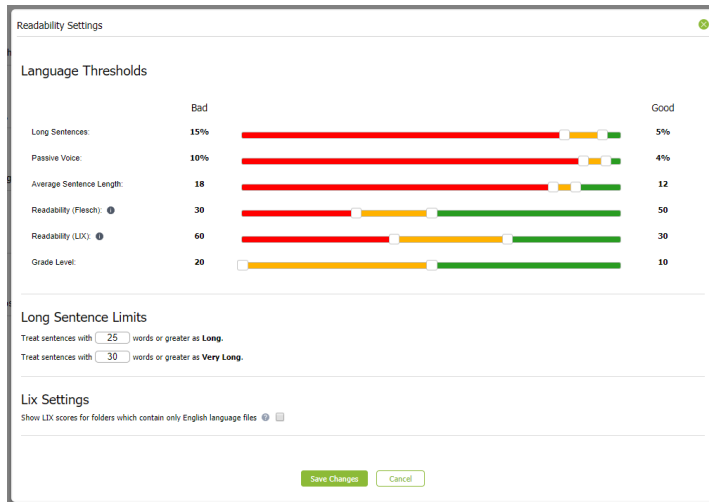 Readability Settings
Language Thresholds
Bad Good
Long Sentences: 15% 5%
Passive Voice: 10% 4%
Average Sentence Length: 18 12
Readability (Flesch): 30 50
Readability (LIX): 60 30
Grade Level: 20 10
Long Sentence Limits
Treat sentences with 25 words or greater as Long.
Treat sentences with 30 words or greater as Very Long.
Lix Settings
Show LIX scores for folders which contain only English language files
Save Changes Cancel